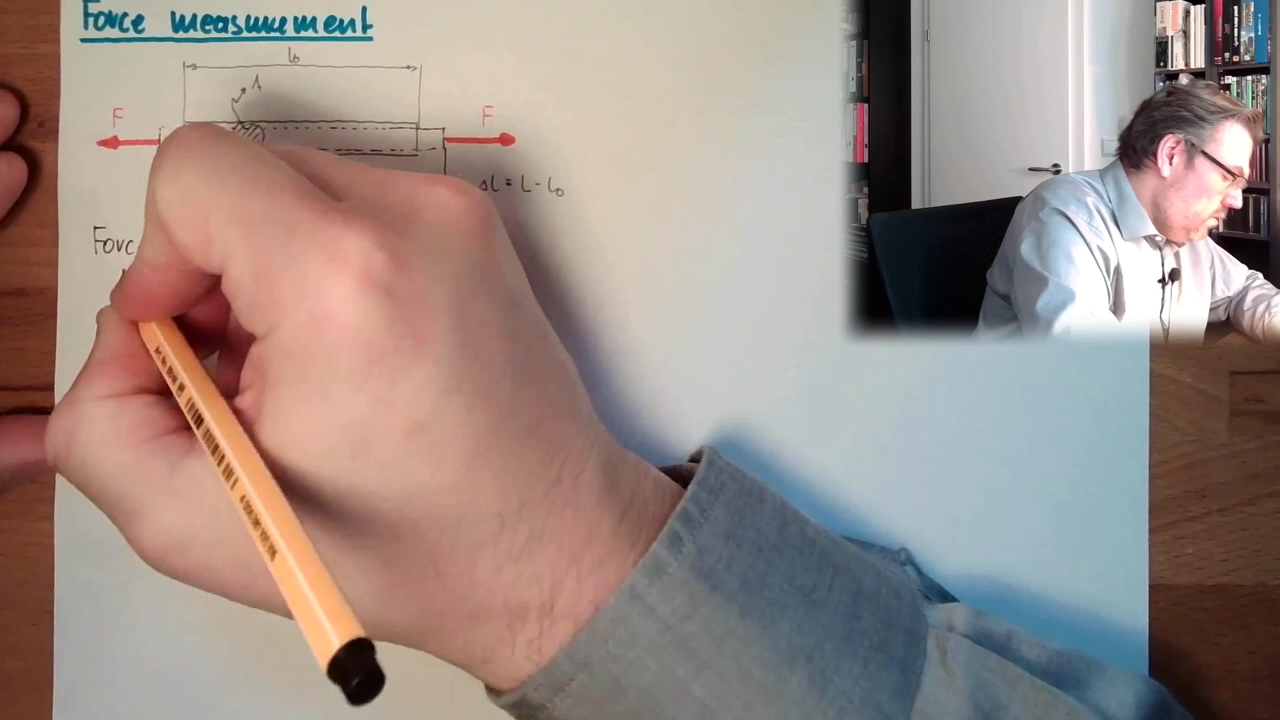 Force measurement
l₀
A
F
F
ΔL = L - L₀
Forc